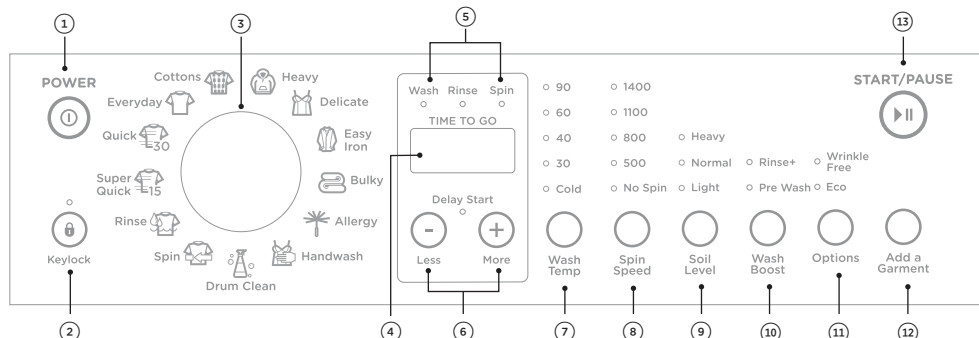 1
3
5
13
POWER
Cottons
Heavy
Everyday
Delicate
Quick
30
Easy
Iron
Super
Quick
15
Bulky
Rinse
Allergy
Spin
Handwash
Drum Clean
Keylock
Wash Rinse Spin
TIME TO GO
Delay Start
-
+
Less
More
90
60
40
30
Cold
1400
1100
800
500
No Spin
Heavy
Normal
Light
Rinse+
Pre Wash
Wrinkle
Free
Eco
START/PAUSE
Wash
Temp
Spin
Speed
Soil
Level
Wash
Boost
Options
Add a
Garment
2
4
6
7
8
9
10
11
12